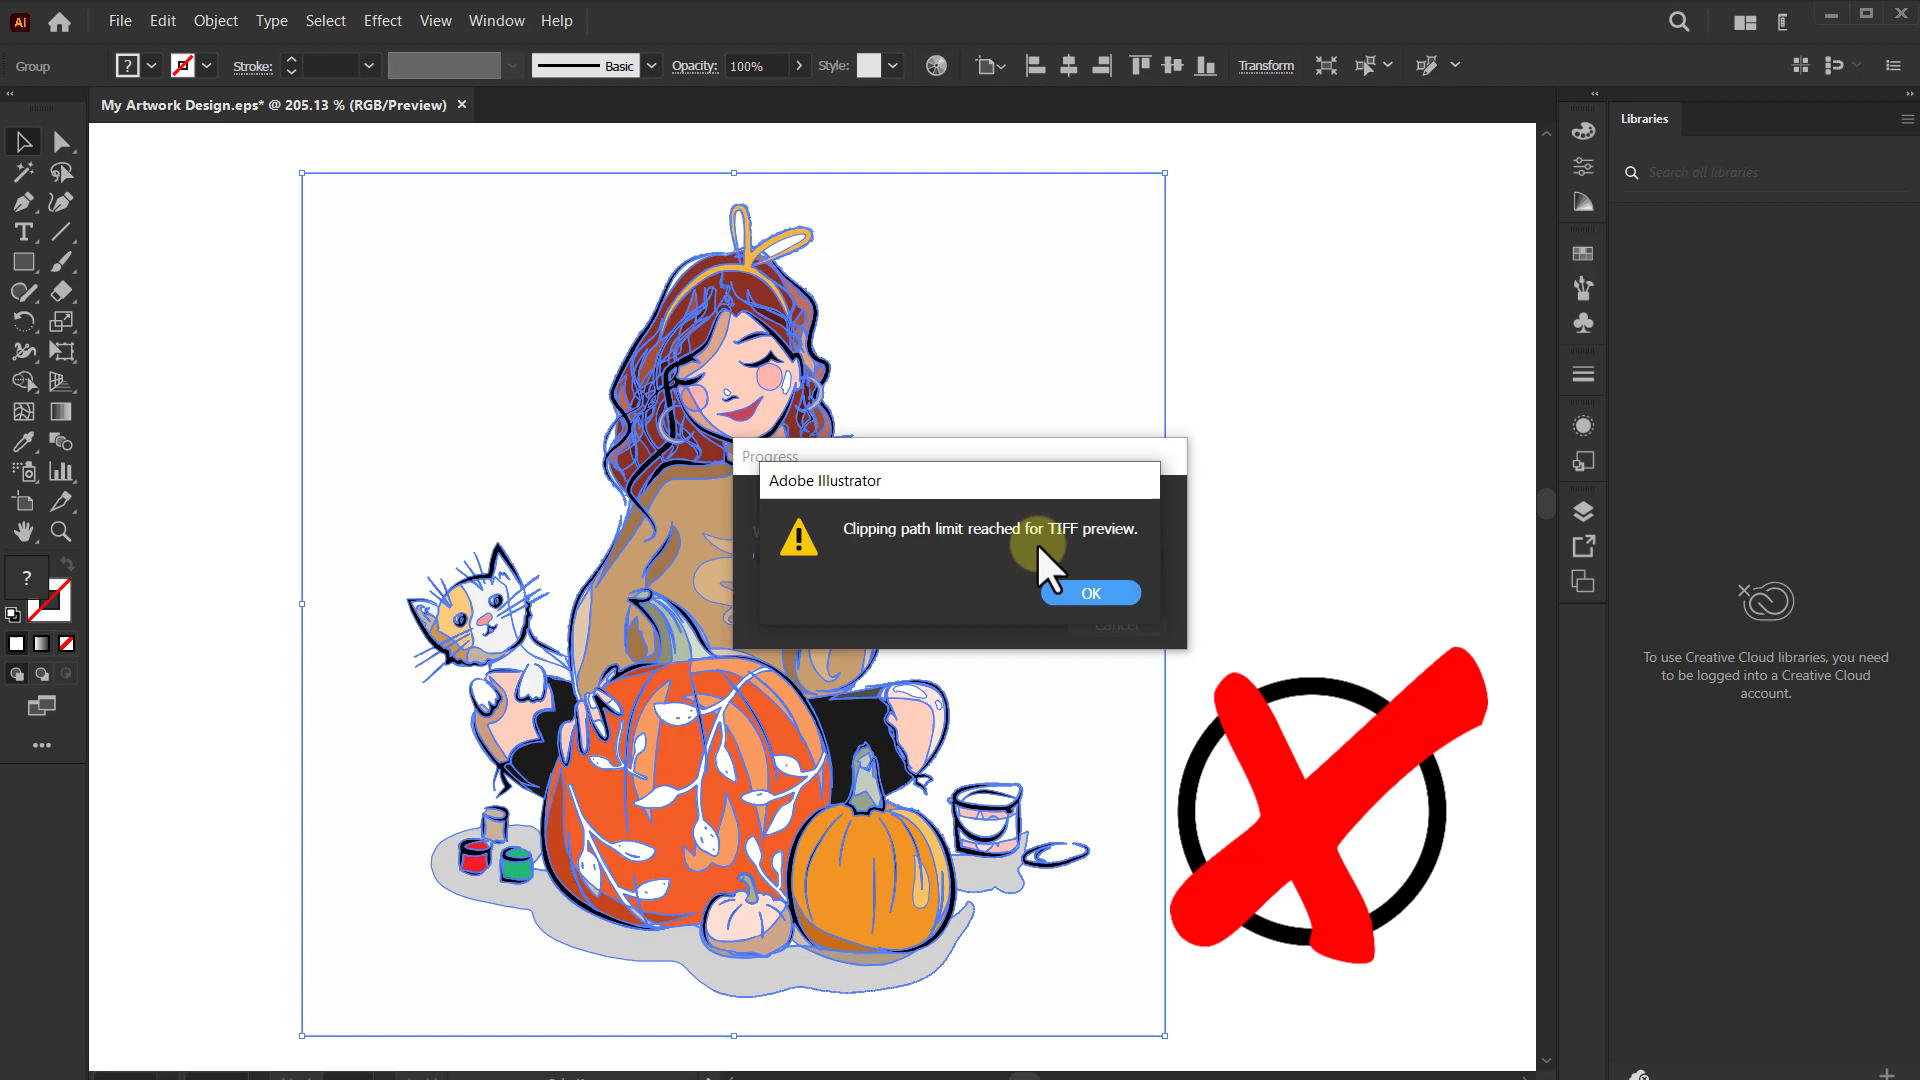 Ai
File Edit Object Type Select Effect View Window Help
Group ? Stroke: Basic Opacity: 100% Style: Transform
My Artwork Design.eps* @ 205.13 % (RGB/Preview) ×
Libraries
Search all libraries
Progress
Adobe Illustrator
Clipping path limit reached for TIFF preview.
OK
Cancel
?
To use Creative Cloud libraries, you need
to be logged into a Creative Cloud
account.